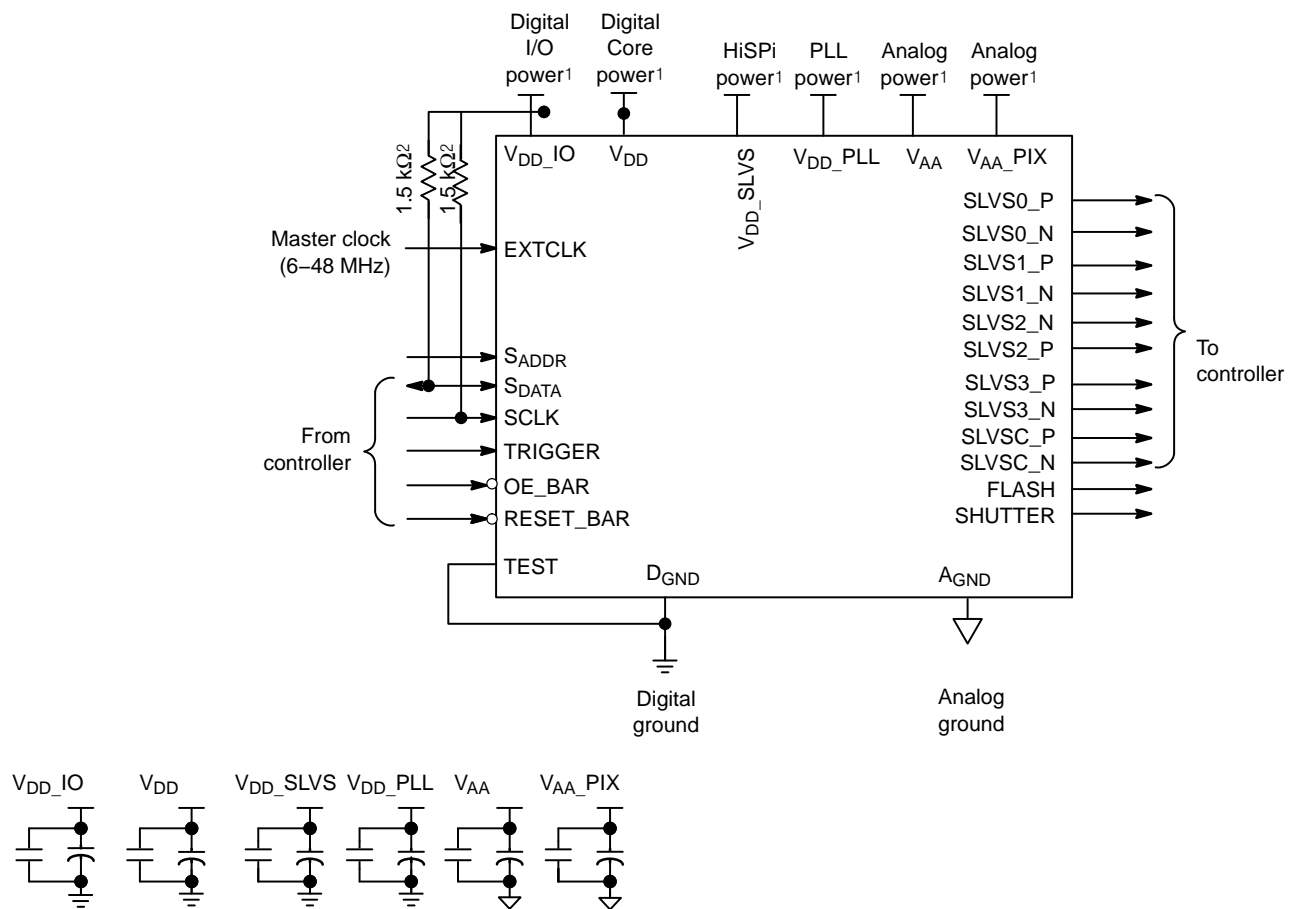 Digital
I/O
power1
Digital
Core
power1
HiSPi
power1
PLL
power1
Analog
power1
Analog
power1
1.5 kΩ2
1.5 kΩ2
VDD_IO
VDD
VDD_SLVS
VDD_PLL
VAA
VAA_PIX
Master clock
(6–48 MHz)
EXTCLK
SADDR
SDATA
SCLK
TRIGGER
OE_BAR
RESET_BAR
TEST
From
controller
SLVS0_P
SLVS0_N
SLVS1_P
SLVS1_N
SLVS2_N
SLVS2_P
SLVS3_P
SLVS3_N
SLVSC_P
SLVSC_N
FLASH
SHUTTER
To
controller
DGND
AGND
Digital
ground
Analog
ground
VDD_IO
VDD
VDD_SLVS
VDD_PLL
VAA
VAA_PIX